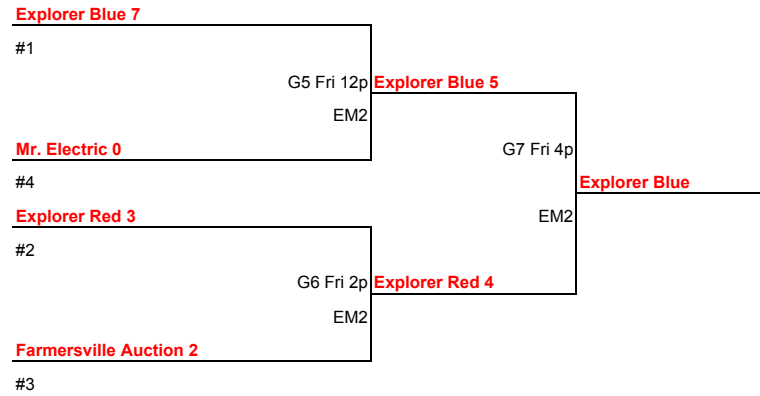 Explorer Blue 7
#1
G5 Fri 12p Explorer Blue 5
EM2
Mr. Electric 0
G7 Fri 4p
#4
Explorer Blue
Explorer Red 3
EM2
#2
G6 Fri 2p Explorer Red 4
EM2
Farmersville Auction 2
#3